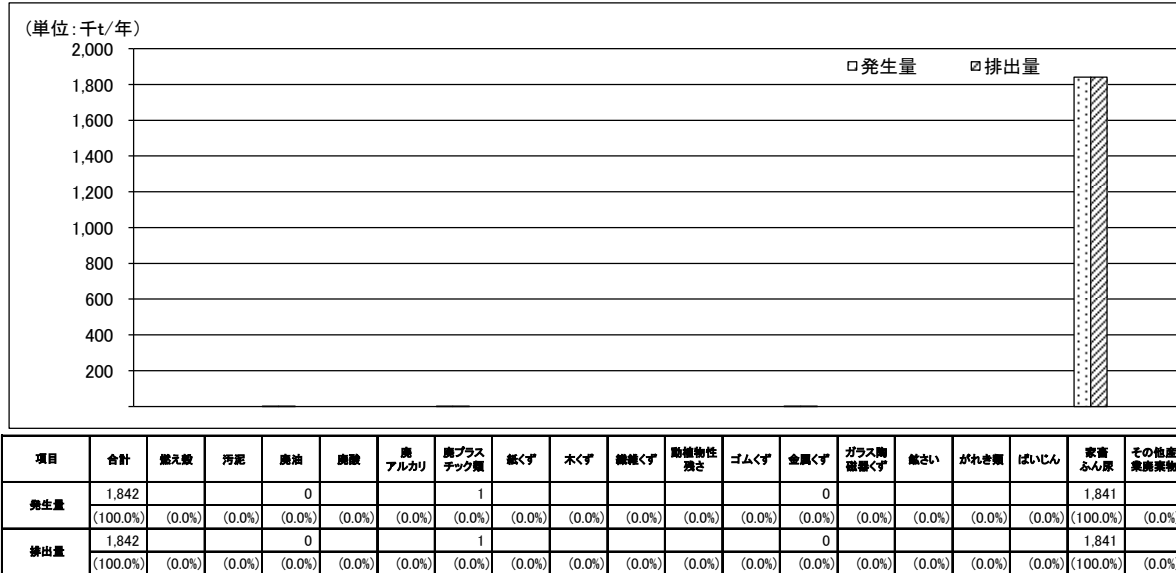 （単位：千t/年）
2,000
1,800
1,600
1,400
1,200
1,000
800
600
400
200
発生量 排出量
項目 合計 燃え殻 汚泥 廃油 廃酸 廃アルカリ 廃プラスチック類 紙くず 木くず 繊維くず 動植物性残さ ゴムくず 金属くず ガラス陶磁器くず 鉱さい がれき類 ばいじん 家畜ふん尿 その他産業廃棄物
発生量 1,842 0 1 0 1,841
(100.0%) (0.0%) (0.0%) (0.0%) (0.0%) (0.0%) (0.0%) (0.0%) (0.0%) (0.0%) (0.0%) (0.0%) (0.0%) (0.0%) (0.0%) (0.0%) (0.0%) (100.0%) (0.0%
排出量 1,842 0 1 0 1,841
(100.0%) (0.0%) (0.0%) (0.0%) (0.0%) (0.0%) (0.0%) (0.0%) (0.0%) (0.0%) (0.0%) (0.0%) (0.0%) (0.0%) (0.0%) (0.0%) (0.0%) (100.0%) (0.0%